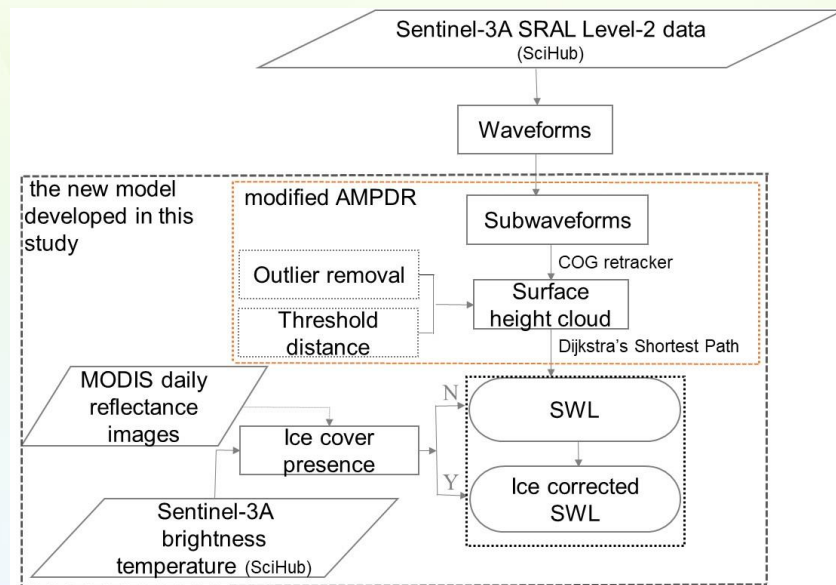 Sentinel-3A SRAL Level-2 data
(SciHub)
Waveforms
the new model
developed in this
study
modified AMPDR
Subwaveforms
COG retracker
Outlier removal
Threshold
distance
Surface
height cloud
Dijkstra's Shortest Path
MODIS daily
reflectance
images
Ice cover
presence
N
Y
SWL
Ice corrected
SWL
Sentinel-3A
brightness
temperature (SciHub)